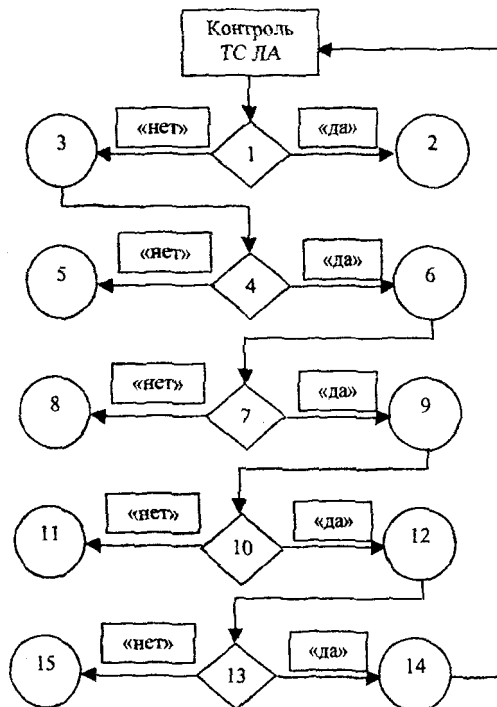 Контроль
ТС ЛА
3
«нет»
1
«да»
2
5
«нет»
4
«да»
6
8
«нет»
7
«да»
9
11
«нет»
10
«да»
12
15
«нет»
13
«да»
14